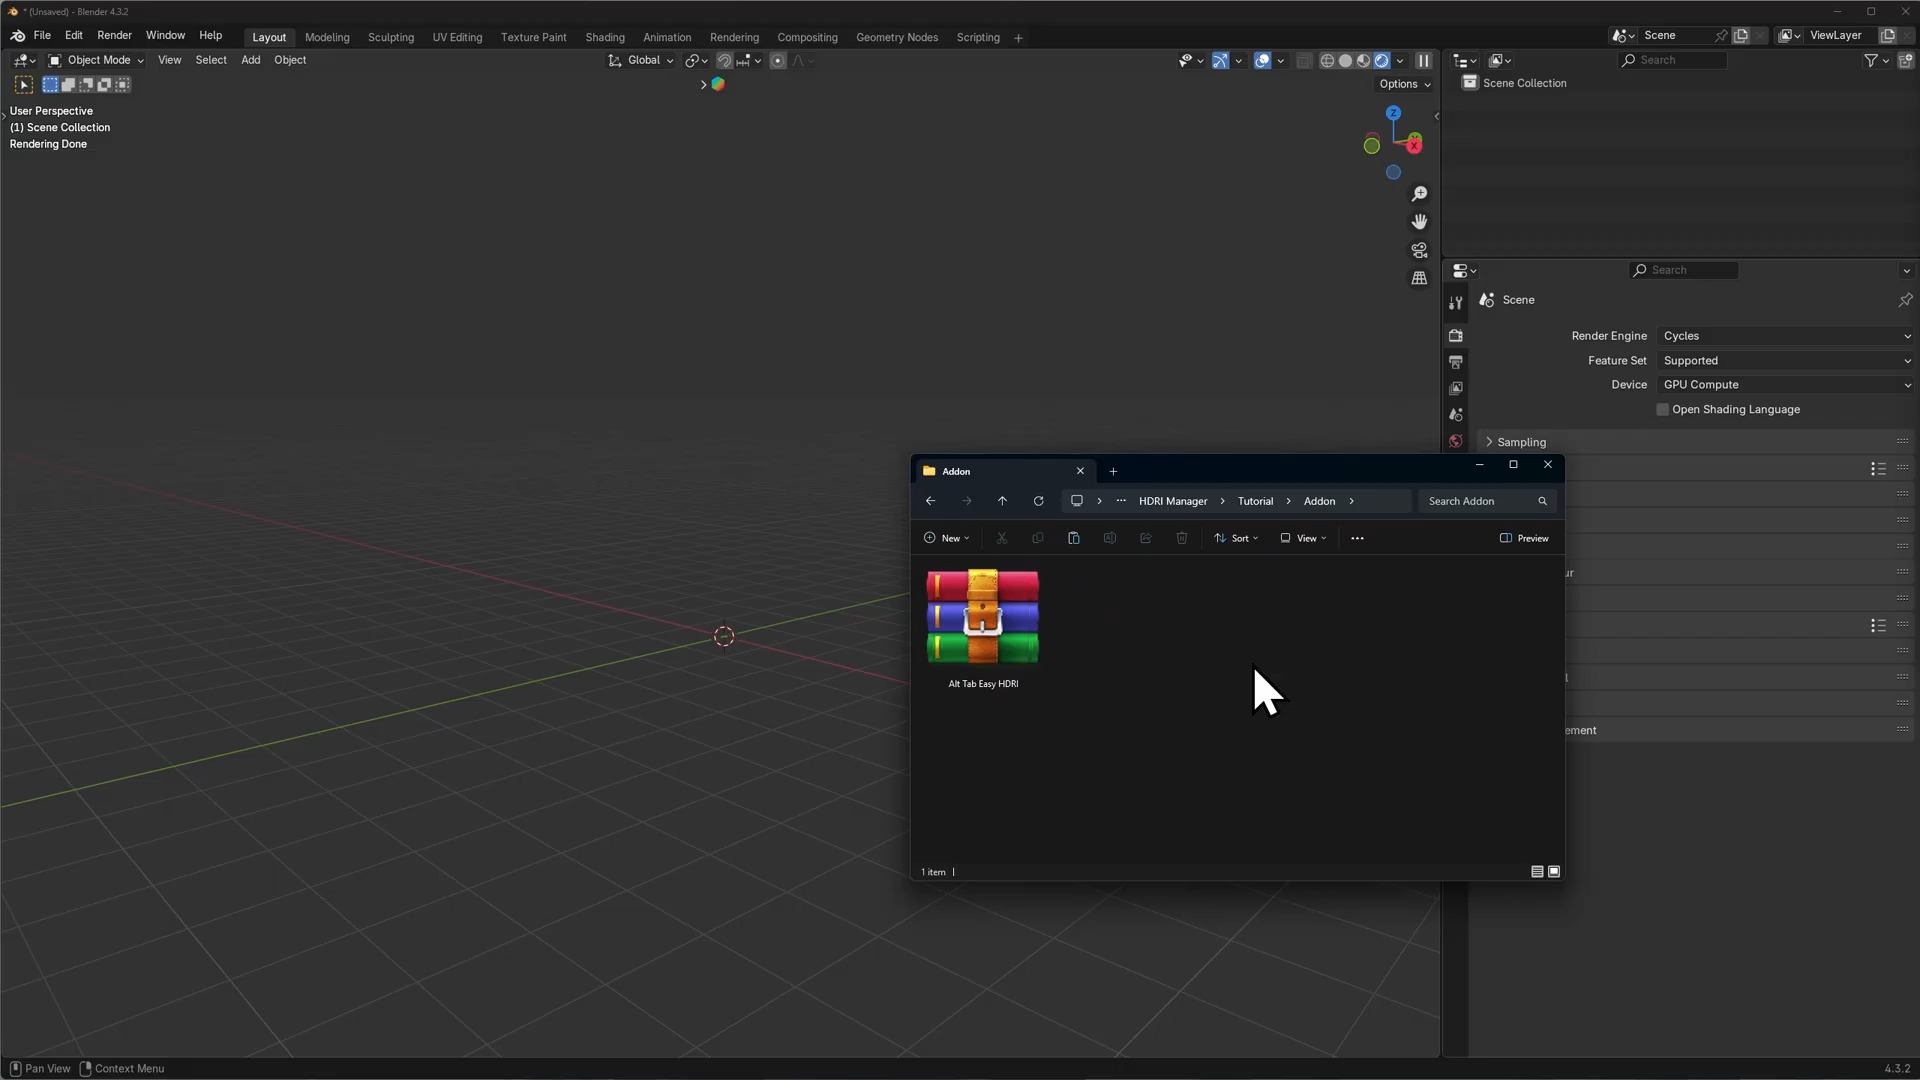 * (Unsaved) - Blender 4.3.2
File Edit Render Window Help Layout Modeling Sculpting UV Editing Texture Paint Shading Animation Rendering Compositing Geometry Nodes Scripting + Scene ViewLayer
Object Mode View Select Add Object Global Search
Options
Scene Collection
User Perspective
(1) Scene Collection
Rendering Done
Z
X
Search
Scene
Render Engine Cycles
Feature Set Supported
Device GPU Compute
Open Shading Language
Sampling
Addon
HDRI Manager > Tutorial > Addon > Search Addon
New Sort View Preview
Alt Tab Easy HDRI
1 item
ur
ement
Pan View Context Menu 4.3.2